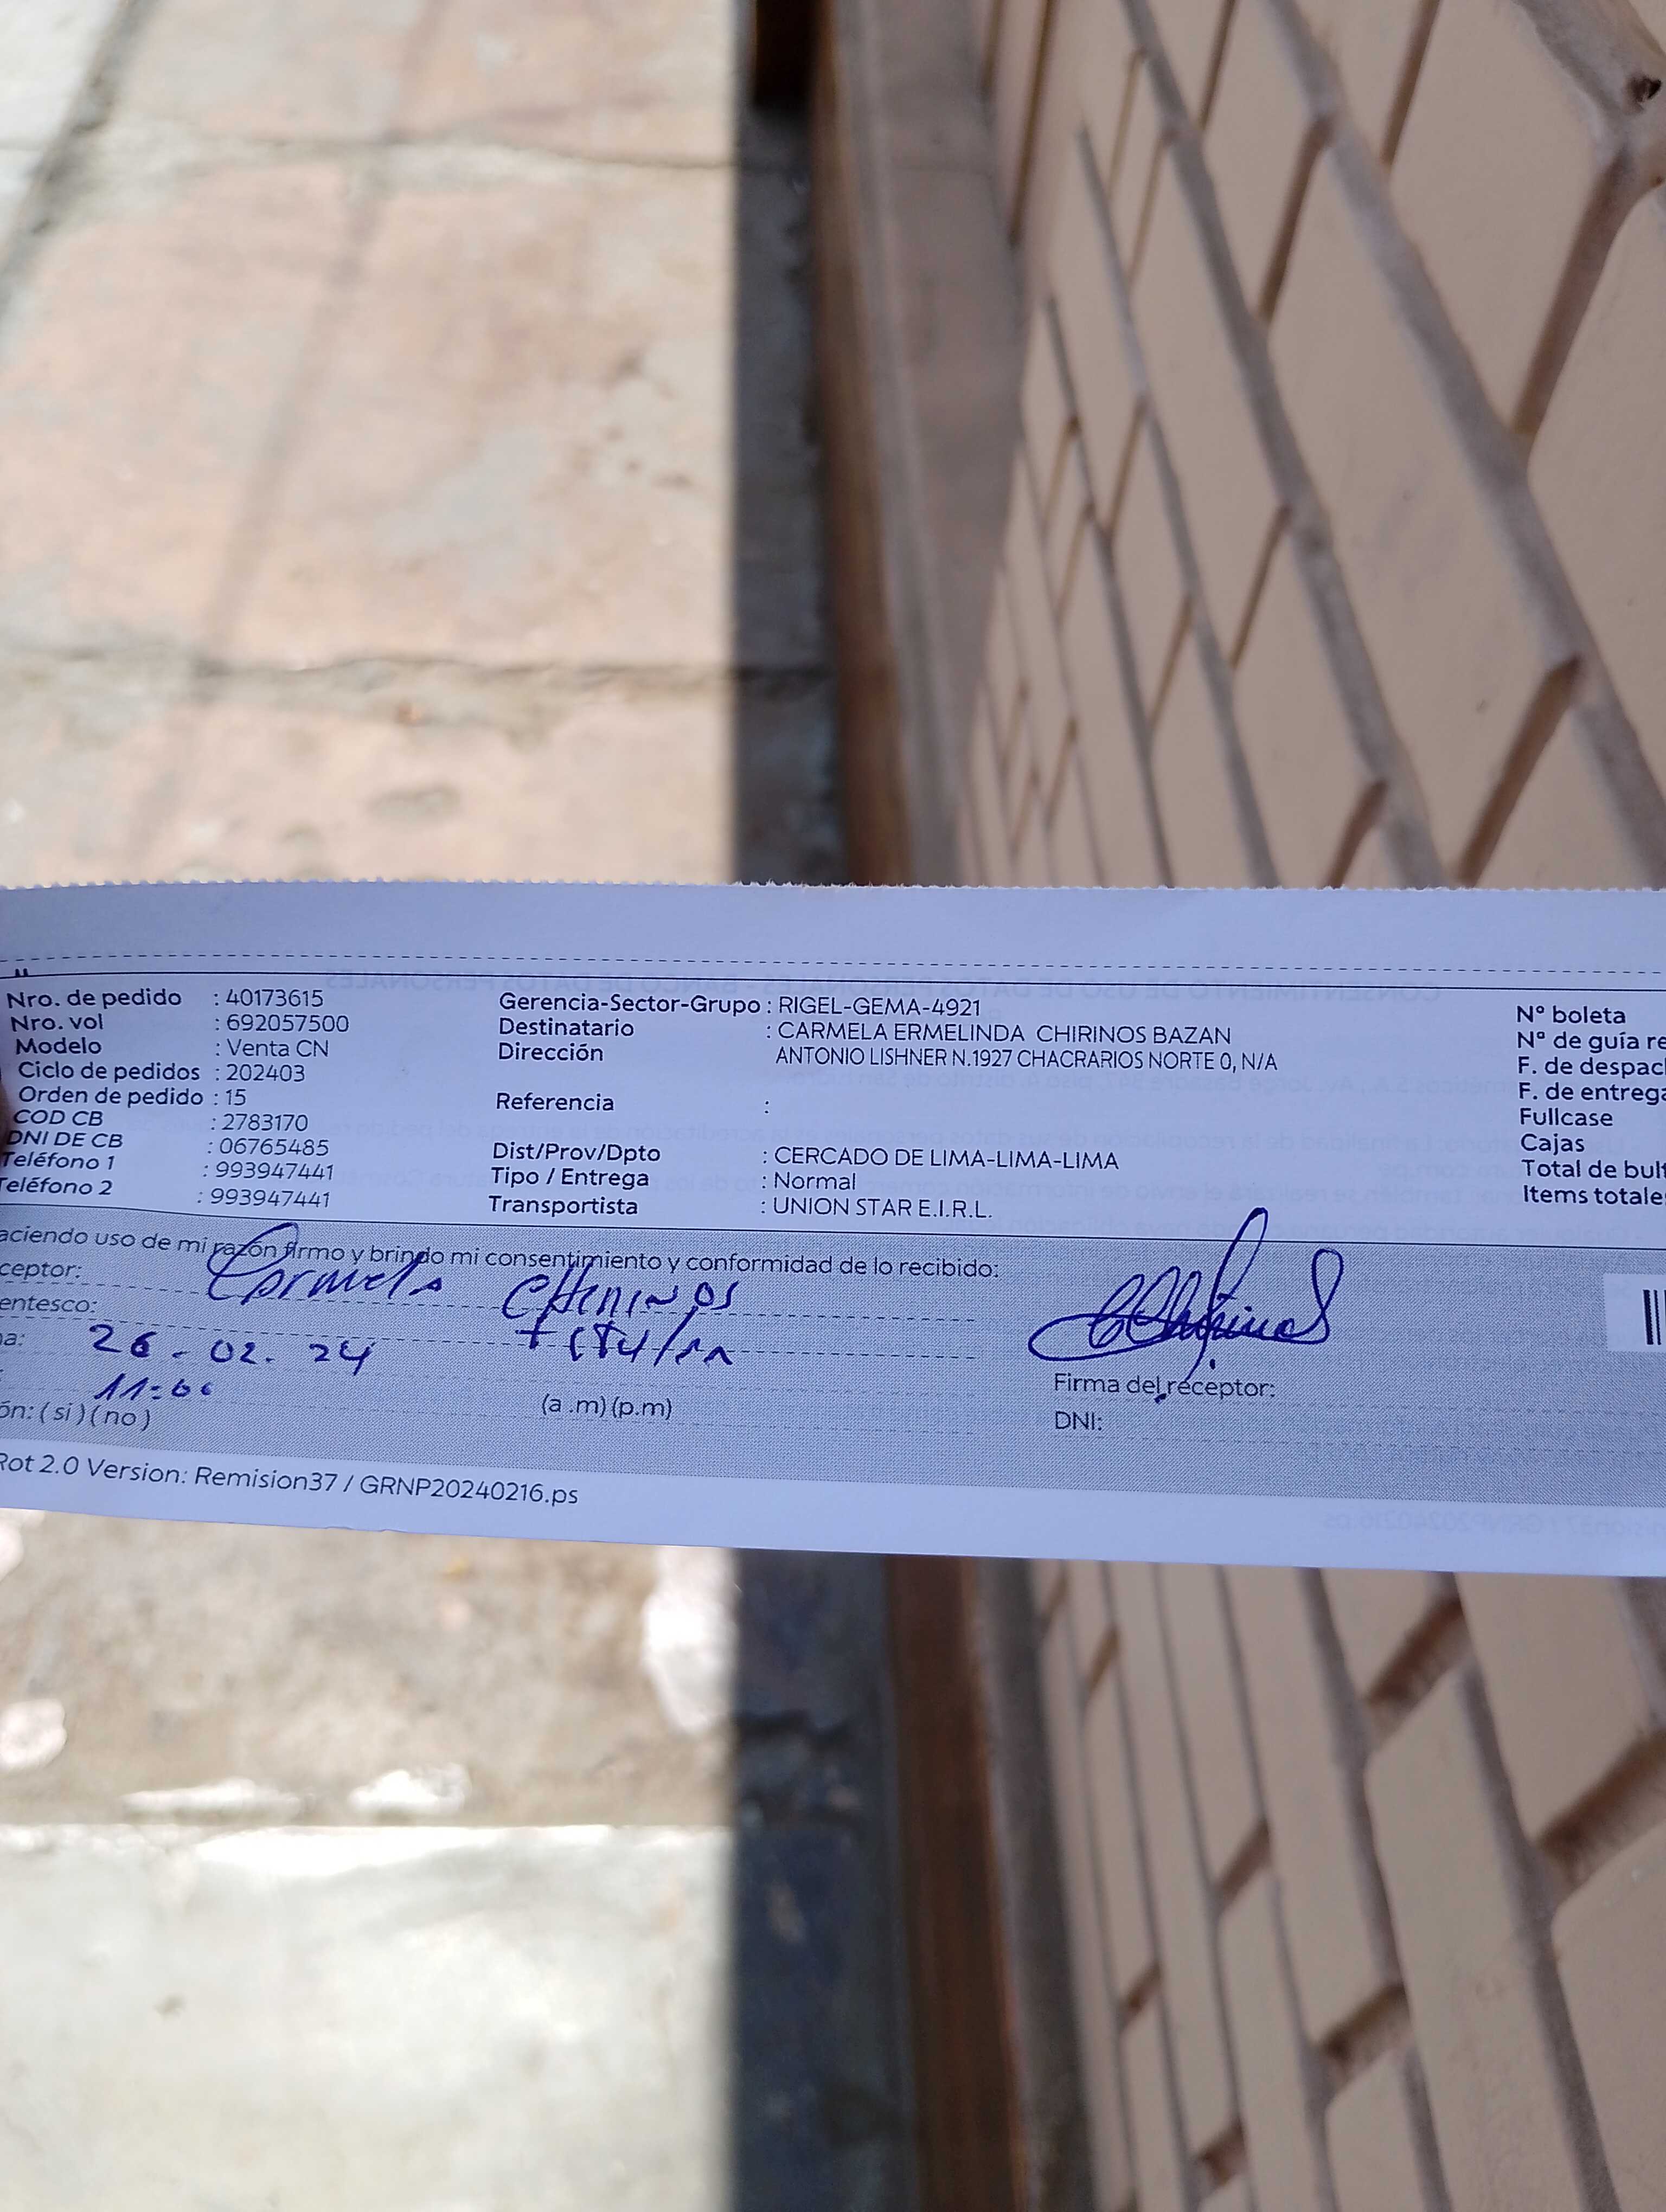 Nro. de pedido : 40173615
Nro. vol : 692057500
Modelo : Venta CN
Ciclo de pedidos : 202403
Orden de pedido : 15
COD CB : 2783170
DNI DE CB : 06765485
Teléfono 1 : 993947441
Teléfono 2 : 993947441
Gerencia-Sector-Grupo : RIGEL-GEMA-4921
Destinatario : CARMELA ERMELINDA CHIRINOS BAZAN
Dirección ANTONIO LISHNER N.1927 CHACRARIOS NORTE 0, N/A
Referencia :
Dist/Prov/Dpto : CERCADO DE LIMA-LIMA-LIMA
Tipo / Entrega : Normal
Transportista : UNION STAR E.I.R.L.
Nº boleta
Nª de guía re
F. de despach
F. de entrega
Fullcase
Cajas
Total de bult
Items totale
aciendo uso de mi razón firmo y brindo mi consentimiento y conformidad de lo recibido:
ceptor: Carmela CHIRINOS
entesco: titular
a: 26-02-24
11:00 (a .m) (p.m)
ón: ( si ) ( no )
Firma del receptor:
DNI:
Rot 2.0 Version: Remision37 / GRNP20240216.ps